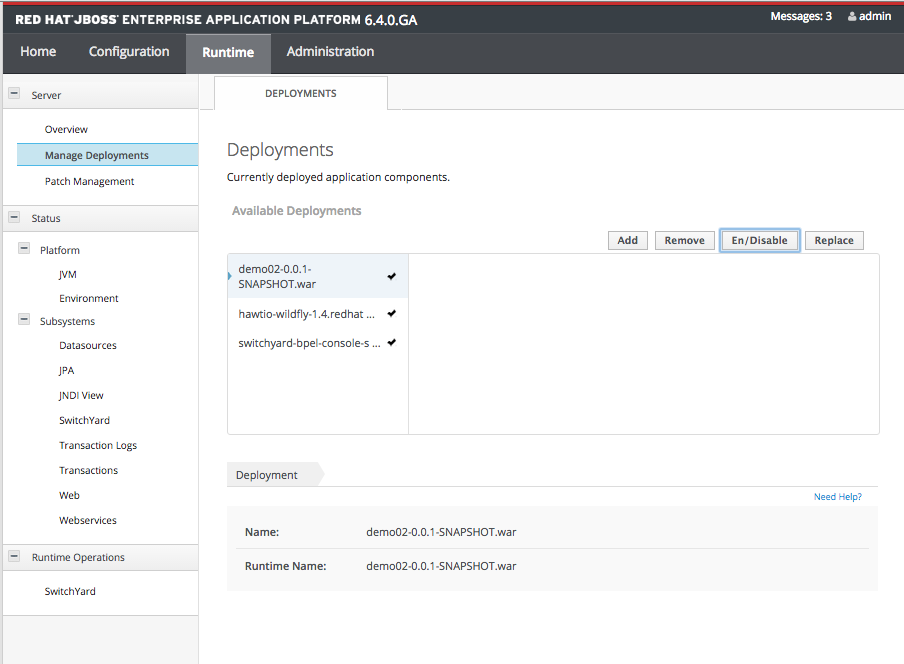 RED HAT JBOSS ENTERPRISE APPLICATION PLATFORM 6.4.0.GA
Messages: 3 admin
Home Configuration Runtime Administration
Server
Overview
Manage Deployments
Patch Management
Status
Platform
JVM
Environment
Subsystems
Datasources
JPA
JNDI View
SwitchYard
Transaction Logs
Transactions
Web
Webservices
Runtime Operations
SwitchYard
DEPLOYMENTS
Deployments
Currently deployed application components.
Available Deployments
Add Remove En/Disable Replace
demo02-0.0.1-
SNAPSHOT.war
hawtio-wildfly-1.4.redhat ...
switchyard-bpel-console-s ...
Deployment
Need Help?
Name: demo02-0.0.1-SNAPSHOT.war
Runtime Name: demo02-0.0.1-SNAPSHOT.war